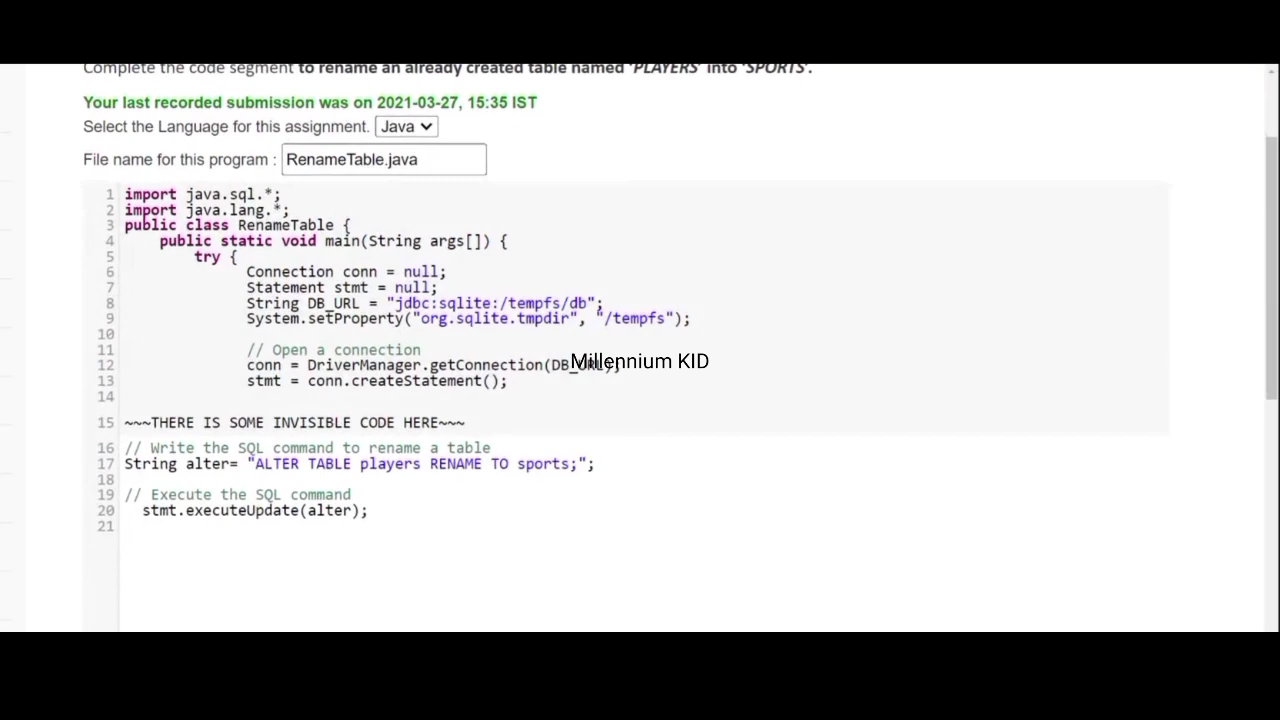 Complete the code segment to rename an already created table named 'PLAYERS' into 'SPORTS'.
Your last recorded submission was on 2021-03-27, 15:35 IST
Select the Language for this assignment. Java
File name for this program : RenameTable.java
1 import java.sql.*;
2 import java.lang.*;
3 public class RenameTable {
4 public static void main(String args[]) {
5 try {
6 Connection conn = null;
7 Statement stmt = null;
8 String DB_URL = "jdbc:sqlite:/tempfs/db";
9 System.setProperty("org.sqlite.tmpdir", "/tempfs");
10
11 // Open a connection
12 conn = DriverManager.getConnection(DB_URL);
Millennium KID
13 stmt = conn.createStatement();
14
15 ~~~THERE IS SOME INVISIBLE CODE HERE~~~
16 // Write the SQL command to rename a table
17 String alter= "ALTER TABLE players RENAME TO sports;";
18
19 // Execute the SQL command
20 stmt.executeUpdate(alter);
21